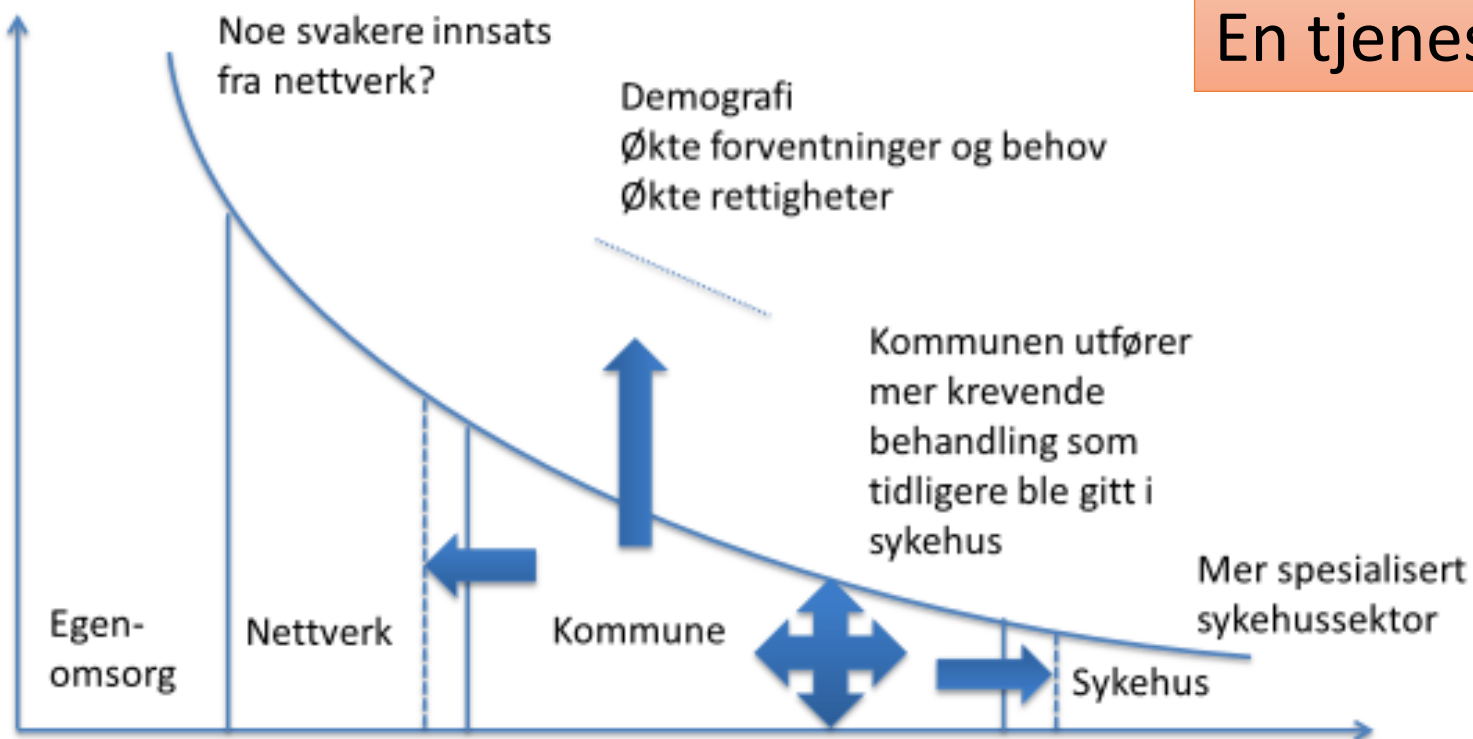 En
Noe svakere innsats
fra nettverk?
Demografi
Økte forventninger og behov
Økte rettigheter
Kommunen utfører
mer krevende
behandling som
tidligere ble gitt i
sykehus
Mer spesialisert
sykehussektor
Egen-
omsorg
Nettverk
Kommune
Sykehus